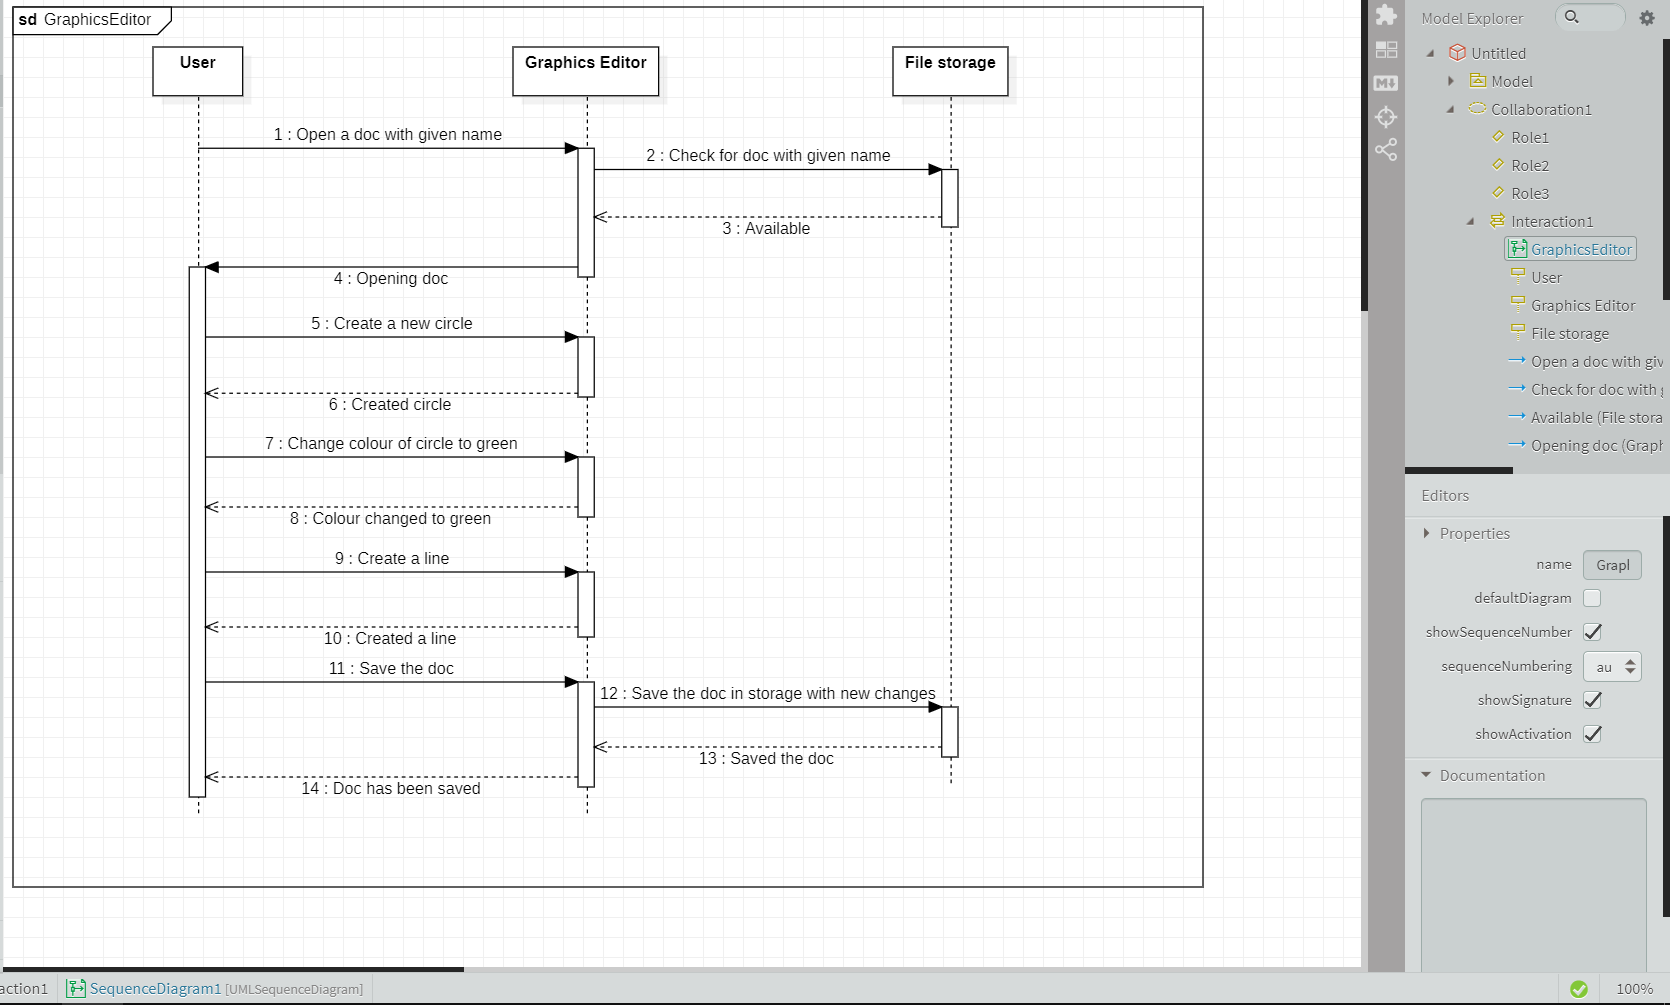 sd GraphicsEditor
User
Graphics Editor
File storage
1 : Open a doc with given name
2 : Check for doc with given name
3 : Available
4 : Opening doc
5 : Create a new circle
6 : Created circle
7 : Change colour of circle to green
8 : Colour changed to green
9 : Create a line
10 : Created a line
11 : Save the doc
12 : Save the doc in storage with new changes
13 : Saved the doc
14 : Doc has been saved
M
Model Explorer
Untitled
Model
Collaboration1
Role1
Role2
Role3
Interaction1
GraphicsEditor
User
Graphics Editor
File storage
Open a doc with giv
Check for doc with g
Available (File stora
Opening doc (Graph
Editors
Properties
name Grapl
defaultDiagram
showSequenceNumber
sequenceNumbering au
showSignature
showActivation
Documentation
action1 SequenceDiagram1 [UMLSequenceDiagram] 100%